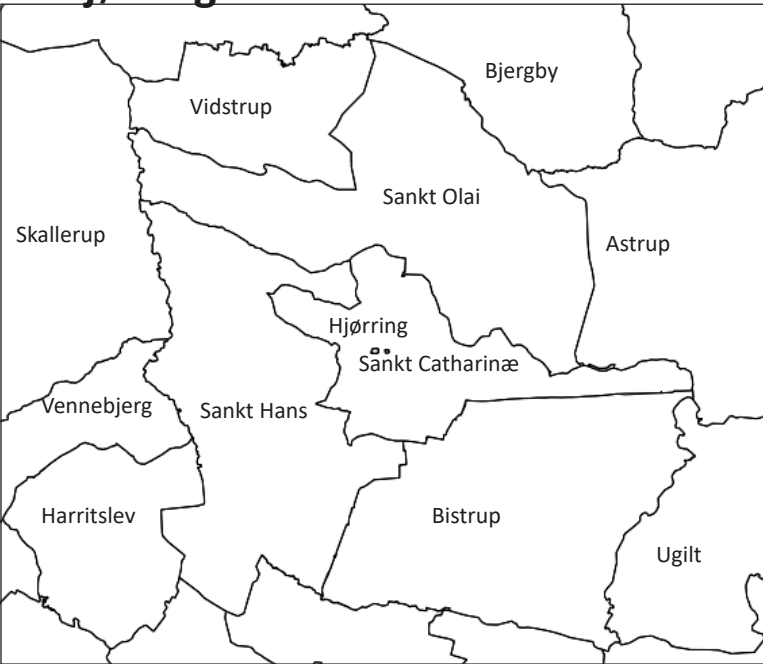 Bjergby
Vidstrup
Sankt Olai
Skallerup
Astrup
Hjørring
Sankt Catharinæ
Vennebjerg
Sankt Hans
Harritslev
Bistrup
Ugilt